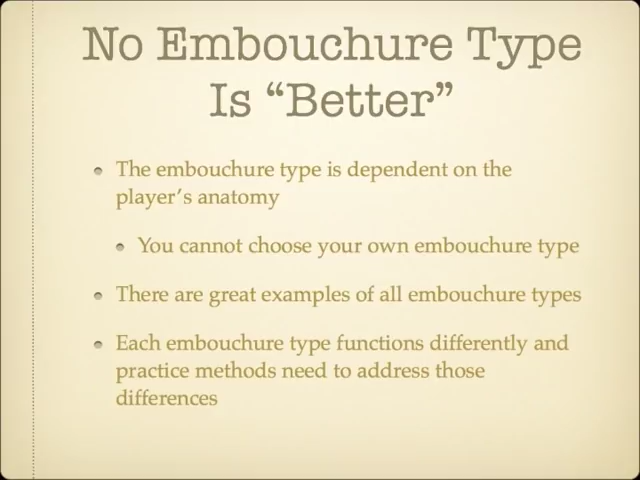 No Embouchure Type
Is “Better”
The embouchure type is dependent on the
player’s anatomy
You cannot choose your own embouchure type
There are great examples of all embouchure types
Each embouchure type functions differently and
practice methods need to address those
differences